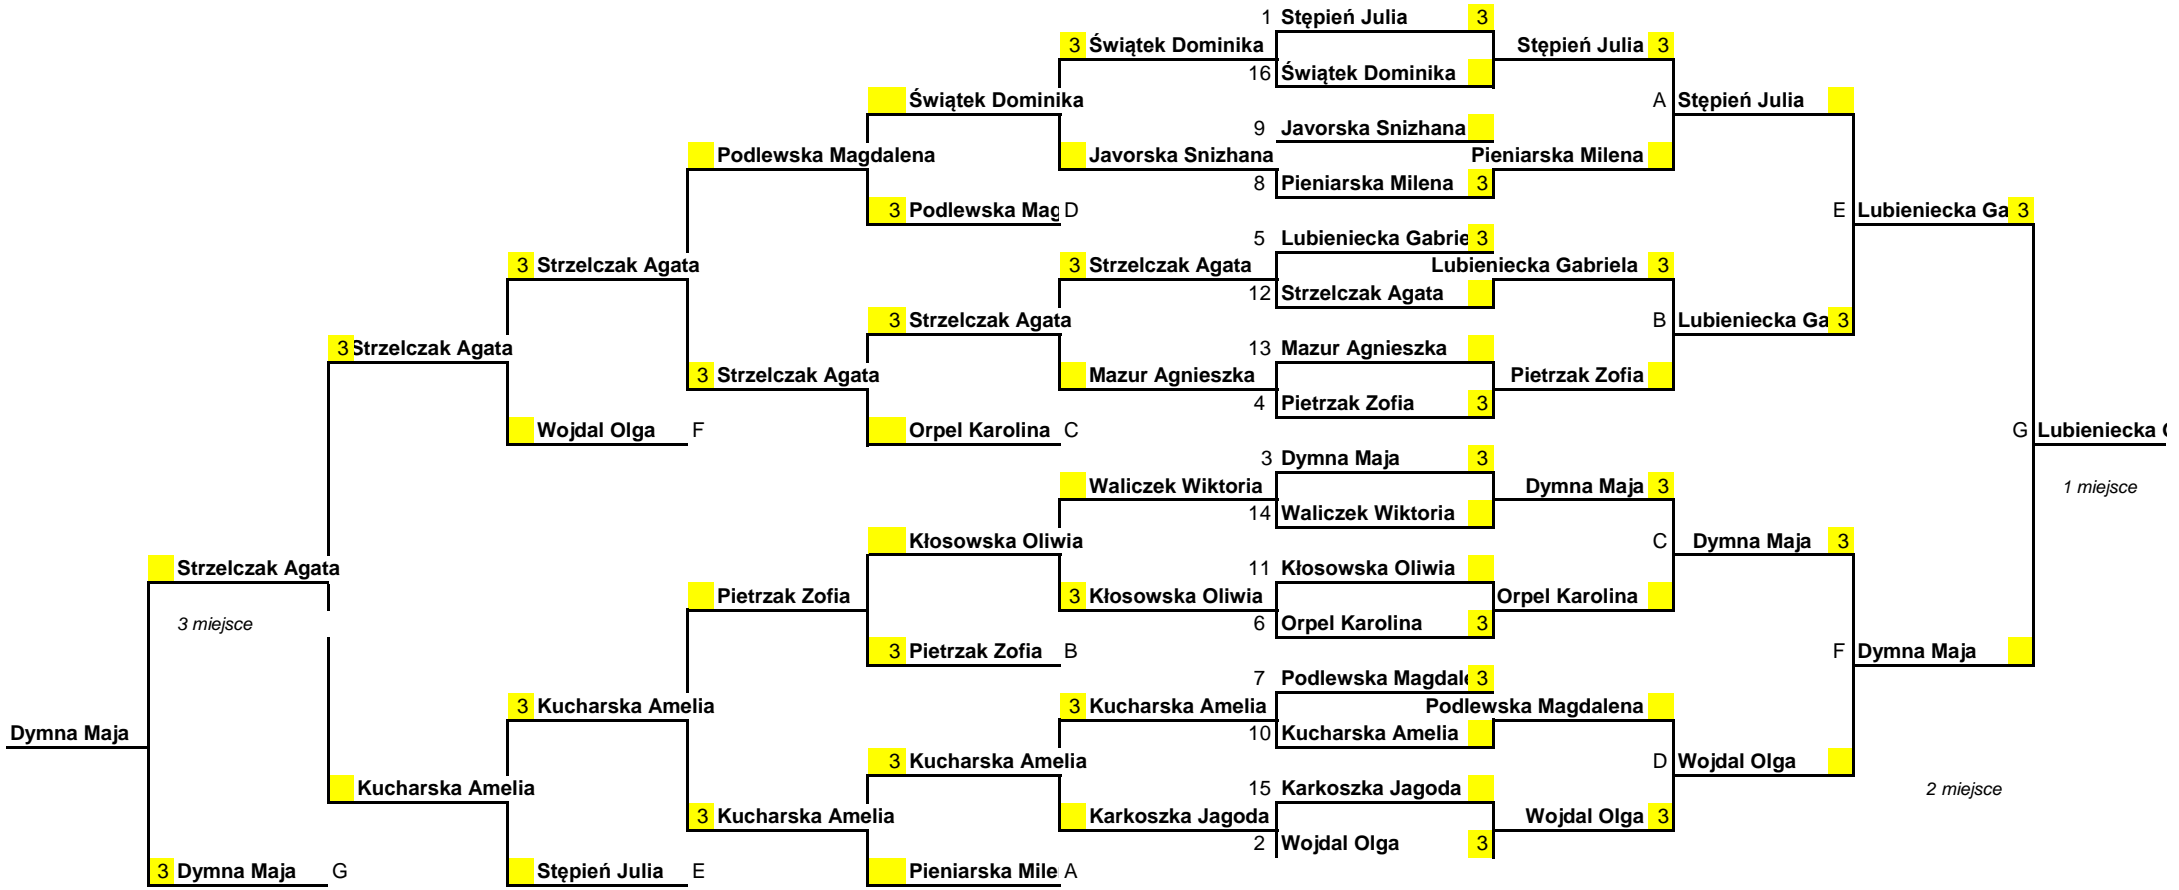 1 Stępień Julia 3
3 Świątek Dominika Stępień Julia 3
16 Świątek Dominika
Świątek Dominika A Stępień Julia
9 Javorska Snizhana
Podlewska Magdalena Javorska Snizhana Pieniarska Milena
8 Pieniarska Milena 3
3 Podlewska Mag D E Lubieniecka Ga 3
5 Lubieniecka Gabrie 3
3 Strzelczak Agata 3 Strzelczak Agata Lubieniecka Gabriela 3
12 Strzelczak Agata
3 Strzelczak Agata B Lubieniecka Ga 3
3 Strzelczak Agata 13 Mazur Agnieszka
3 Strzelczak Agata Mazur Agnieszka Pietrzak Zofia
4 Pietrzak Zofia 3
Wojdal Olga F Orpel Karolina C G Lubieniecka
3 Dymna Maja 3
Waliczek Wiktoria Dymna Maja 3 1 miejsce
14 Waliczek Wiktoria
Kłosowska Oliwia C Dymna Maja 3
Strzelczak Agata 11 Kłosowska Oliwia
Pietrzak Zofia 3 Kłosowska Oliwia Orpel Karolina
3 miejsce 6 Orpel Karolina 3
3 Pietrzak Zofia B F Dymna Maja
7 Podlewska Magdale 3
3 Kucharska Amelia 3 Kucharska Amelia Podlewska Magdalena
Dymna Maja 10 Kucharska Amelia
3 Kucharska Amelia D Wojdal Olga
Kucharska Amelia 15 Karkoszka Jagoda 2 miejsce
3 Kucharska Amelia Karkoszka Jagoda Wojdal Olga 3
2 Wojdal Olga 3
3 Dymna Maja G Stępień Julia E Pieniarska Mile A